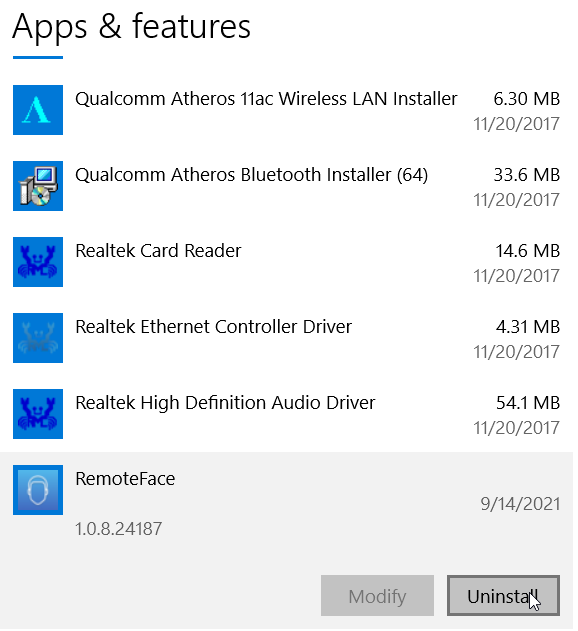 Apps & features
Qualcomm Atheros 11ac Wireless LAN Installer 6.30 MB
11/20/2017
Qualcomm Atheros Bluetooth Installer (64) 33.6 MB
11/20/2017
Realtek Card Reader 14.6 MB
11/20/2017
Realtek Ethernet Controller Driver 4.31 MB
11/20/2017
Realtek High Definition Audio Driver 54.1 MB
11/20/2017
RemoteFace
9/14/2021
1.0.8.24187
Modify Uninstall